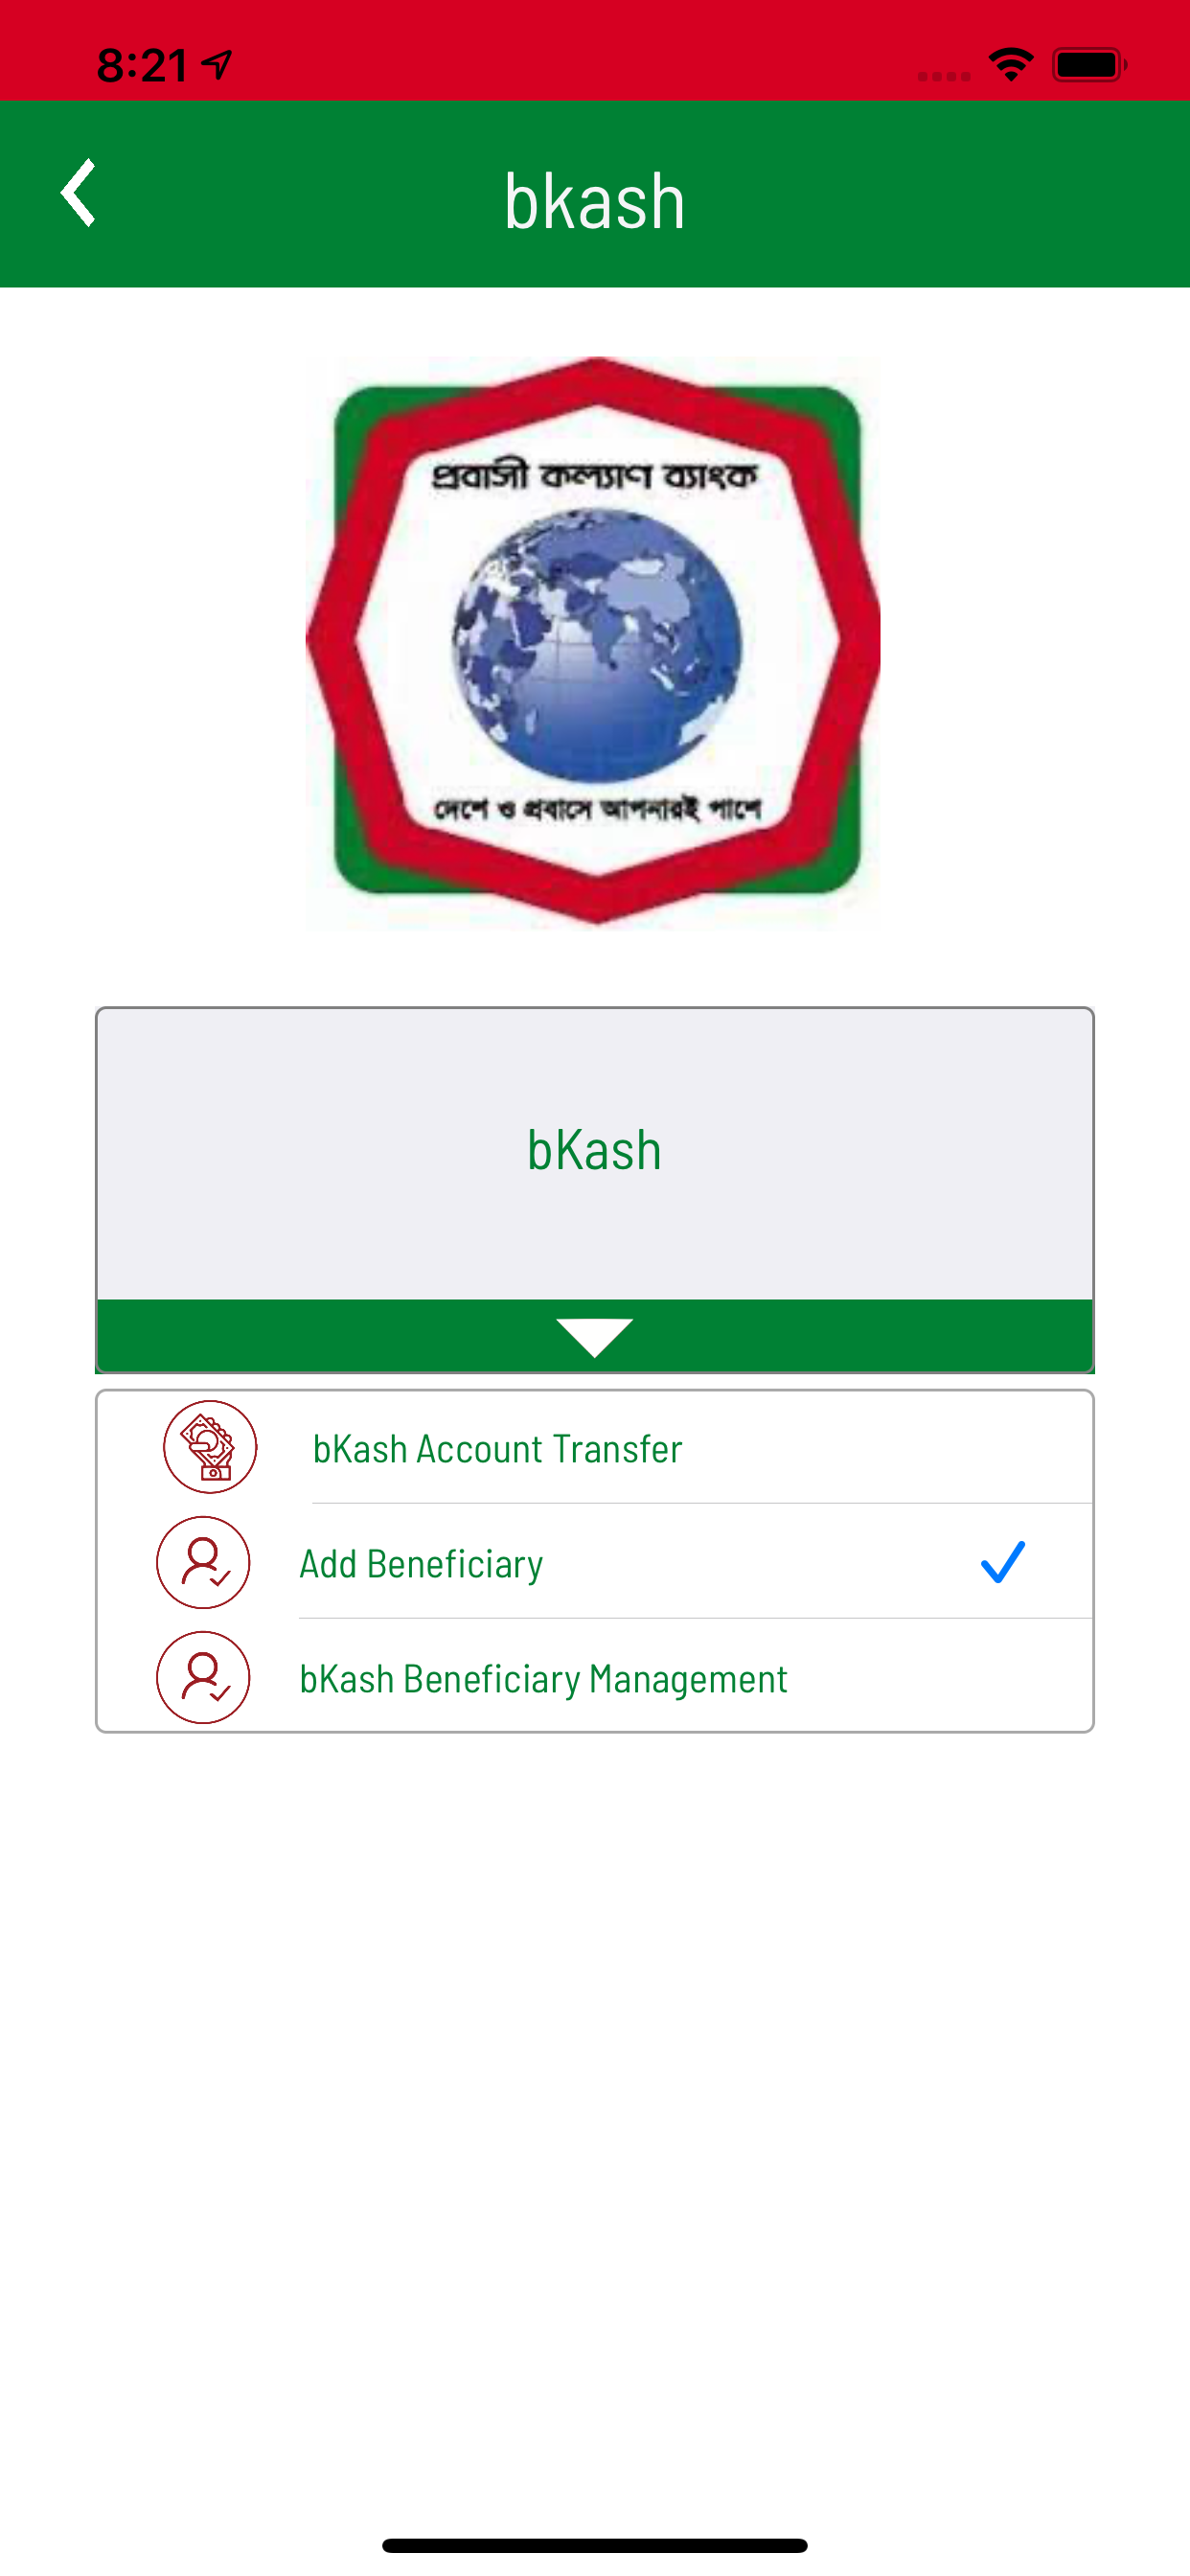 8:21
bkash
প্রবাসী কল্যাণ ব্যাংক
দেশে ও প্রবাসে আপনারই পাশে
bKash
bKash Account Transfer
Add Beneficiary
bKash Beneficiary Management